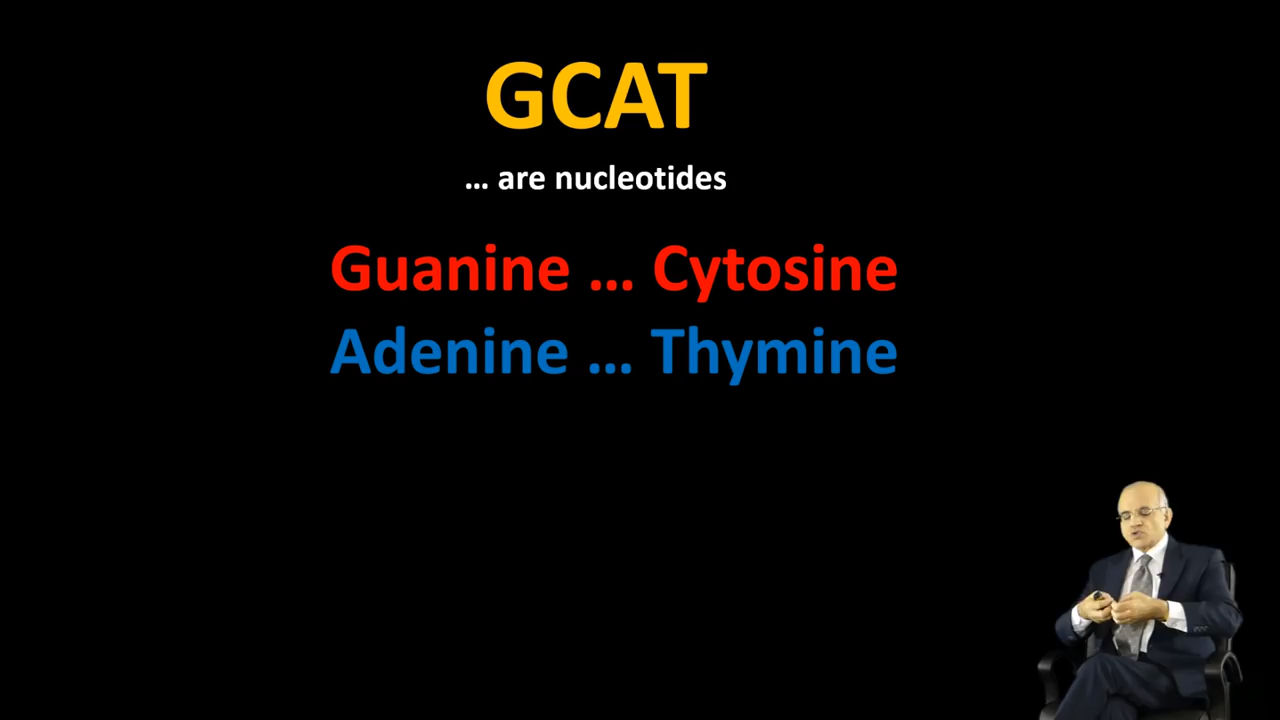 GCAT
... are nucleotides
Guanine ... Cytosine
Adenine ... Thymine